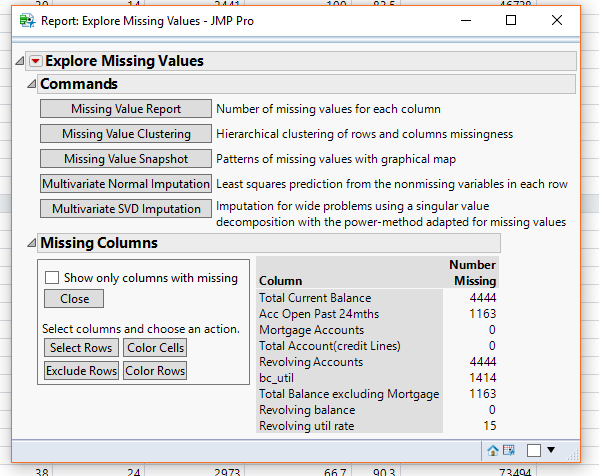 39 14 2441 100 83.5 46738
Report: Explore Missing Values - JMP Pro
Explore Missing Values
Commands
Missing Value Report Number of missing values for each column
Missing Value Clustering Hierarchical clustering of rows and columns missingness
Missing Value Snapshot Patterns of missing values with graphical map
Multivariate Normal Imputation Least squares prediction from the nonmissing variables in each row
Multivariate SVD Imputation Imputation for wide problems using a singular value
decomposition with the power-method adapted for missing values
Missing Columns
Show only columns with missing
Close
Select columns and choose an action.
Select Rows Color Cells
Exclude Rows Color Rows
Column Number
Missing
Total Current Balance 4444
Acc Open Past 24mths 1163
Mortgage Accounts 0
Total Account(credit Lines) 0
Revolving Accounts 4444
bc_util 1414
Total Balance excluding Mortgage 1163
Revolving balance 0
Revolving util rate 15
38 24 2973 66.7 90.3 73494